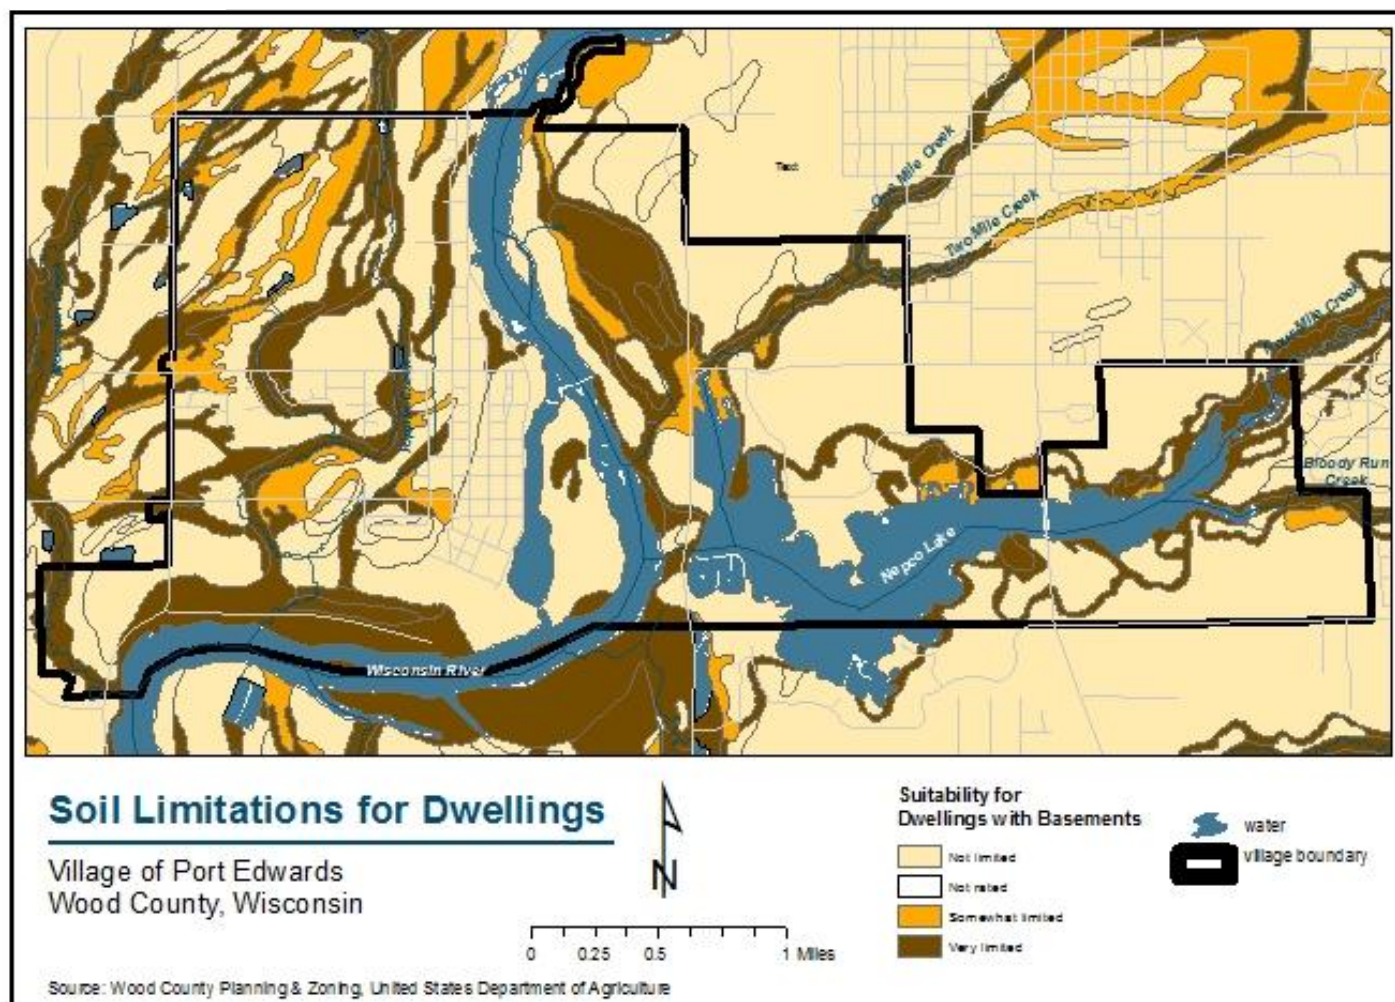 Text
One Mile Creek
Two Mile Creek
Two Mile Creek
Bloody Run
Creek
Nepco Lake
Wisconsin River
Soil Limitations for Dwellings
Village of Port Edwards
Wood County, Wisconsin
N
0 0.25 0.5 1 Miles
Source: Wood County Planning & Zoning, United States Department of Agriculture
Suitability for
Dwellings with Basements
Not limited
Not rated
Somewhat limited
Very limited
water
village boundary